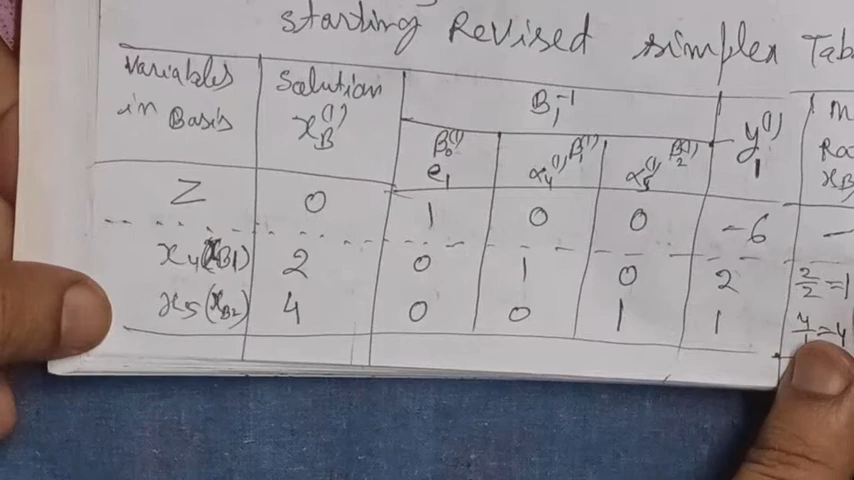 starting Revised simplex Tab
Variables in Basis | Solution x_B^(1) | B_1^-1 | y_1^(1) | M Ra x_B/
β_0^(1) e_1 | α_4^(1), β_1^(1) | α_5^(1), β_2^(1)
Z | 0 | 1 | 0 | 0 | -6 | —
x_4(x_B1) | 2 | 0 | 1 | 0 | 2 | 2/2=1
x_5(x_B2) | 4 | 0 | 0 | 1 | 1 | 4/1=4